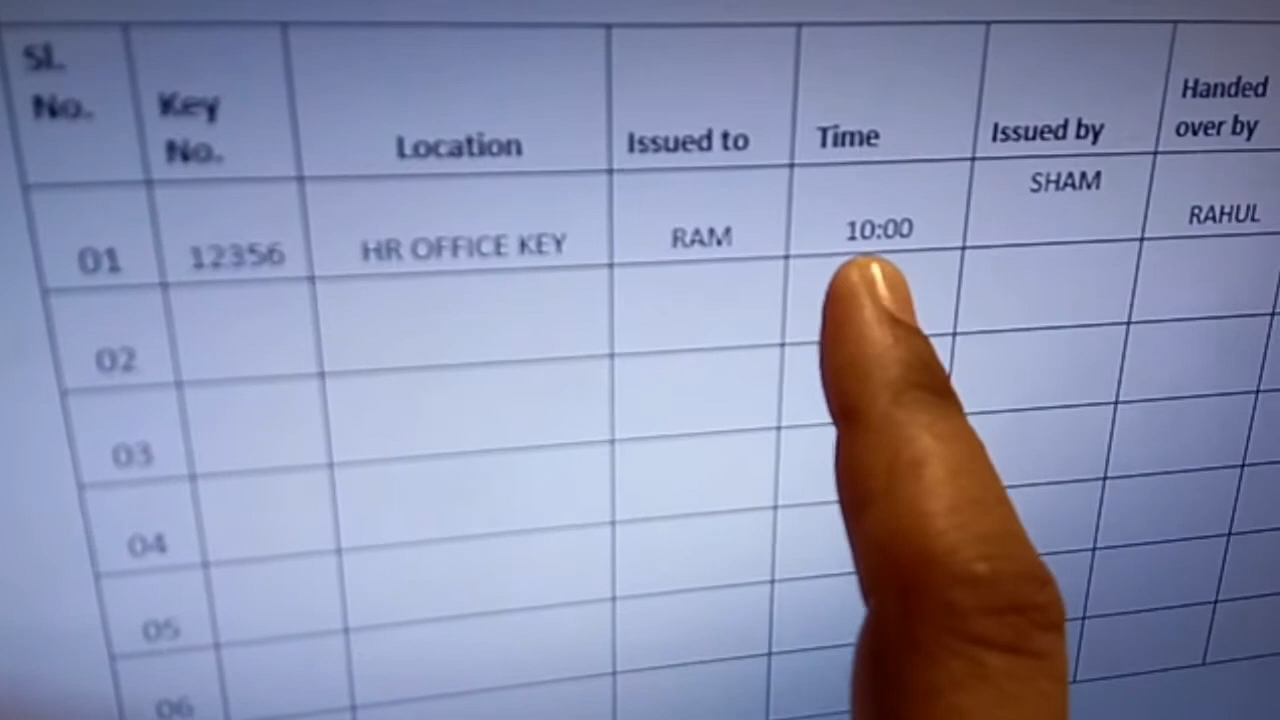 Sl. No.
Key No.
Location
Issued to
Time
Issued by
Handed over by
01
12356
HR OFFICE KEY
RAM
10:00
SHAM
RAHUL
02
03
04
05
06